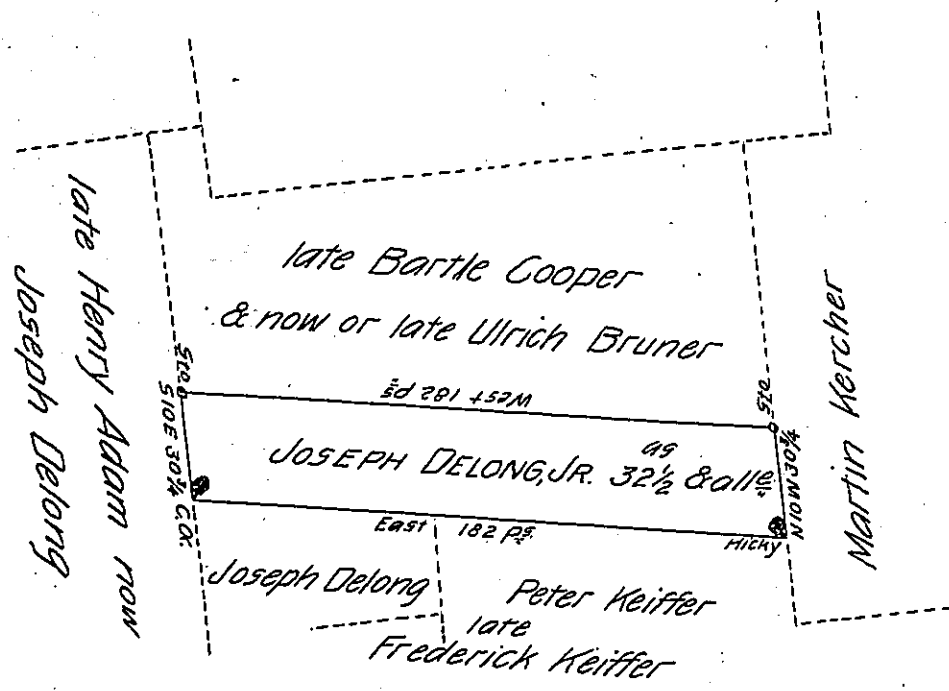 late Henry Adam now
Joseph Delong
late Bartle Cooper
& now or late Ulrich Bruner
Martin Kercher
Sto
West 182 ps
Sto
S10E 30¾
C.O.
JOSEPH DELONG, JR. 32½ as & alle
N10W 30¾
East 182 ps.
Hicky
Joseph Delong
Peter Keiffer
late
Frederick Keiffer